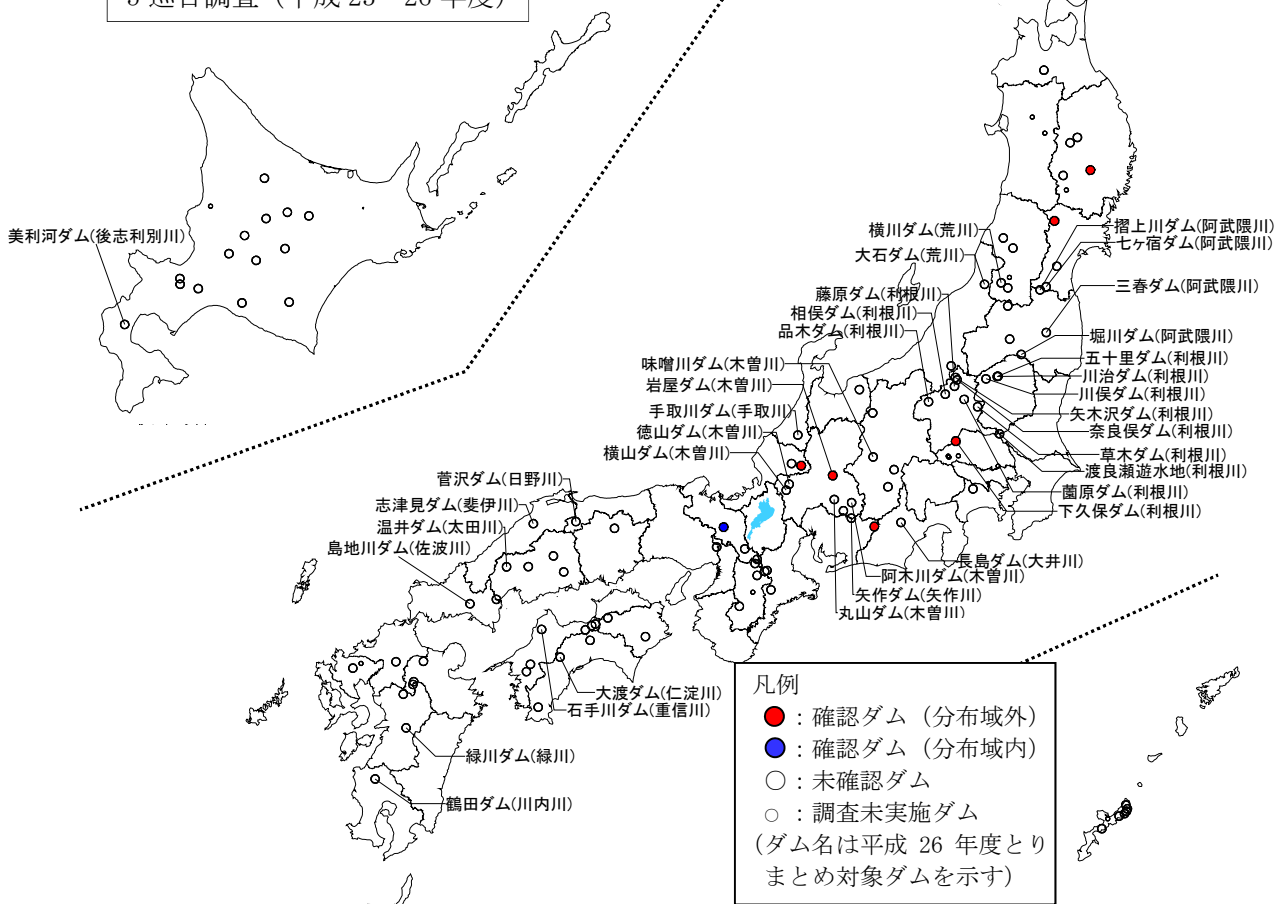 5 巡目調査（平成 23‐26 年度）
美利河ダム(後志利別川)
横川ダム(荒川)
大石ダム(荒川)
藤原ダム(利根川)
相俣ダム(利根川)
品木ダム(利根川)
味噌川ダム(木曽川)
岩屋ダム(木曽川)
手取川ダム(手取川)
徳山ダム(木曽川)
横山ダム(木曽川)
摺上川ダム(阿武隈川)
七ヶ宿ダム(阿武隈川)
三春ダム(阿武隈川)
堀川ダム(阿武隈川)
五十里ダム(利根川)
川治ダム(利根川)
川俣ダム(利根川)
矢木沢ダム(利根川)
奈良俣ダム(利根川)
草木ダム(利根川)
渡良瀬遊水地(利根川)
薗原ダム(利根川)
下久保ダム(利根川)
菅沢ダム(日野川)
志津見ダム(斐伊川)
温井ダム(太田川)
島地川ダム(佐波川)
長島ダム(大井川)
阿木川ダム(木曽川)
矢作ダム(矢作川)
丸山ダム(木曽川)
大渡ダム(仁淀川)
石手川ダム(重信川)
緑川ダム(緑川)
鶴田ダム(川内川)
凡例
：確認ダム（分布域外）
：確認ダム（分布域内）
：未確認ダム
：調査未実施ダム
(ダム名は平成 26 年度とり
まとめ対象ダムを示す)